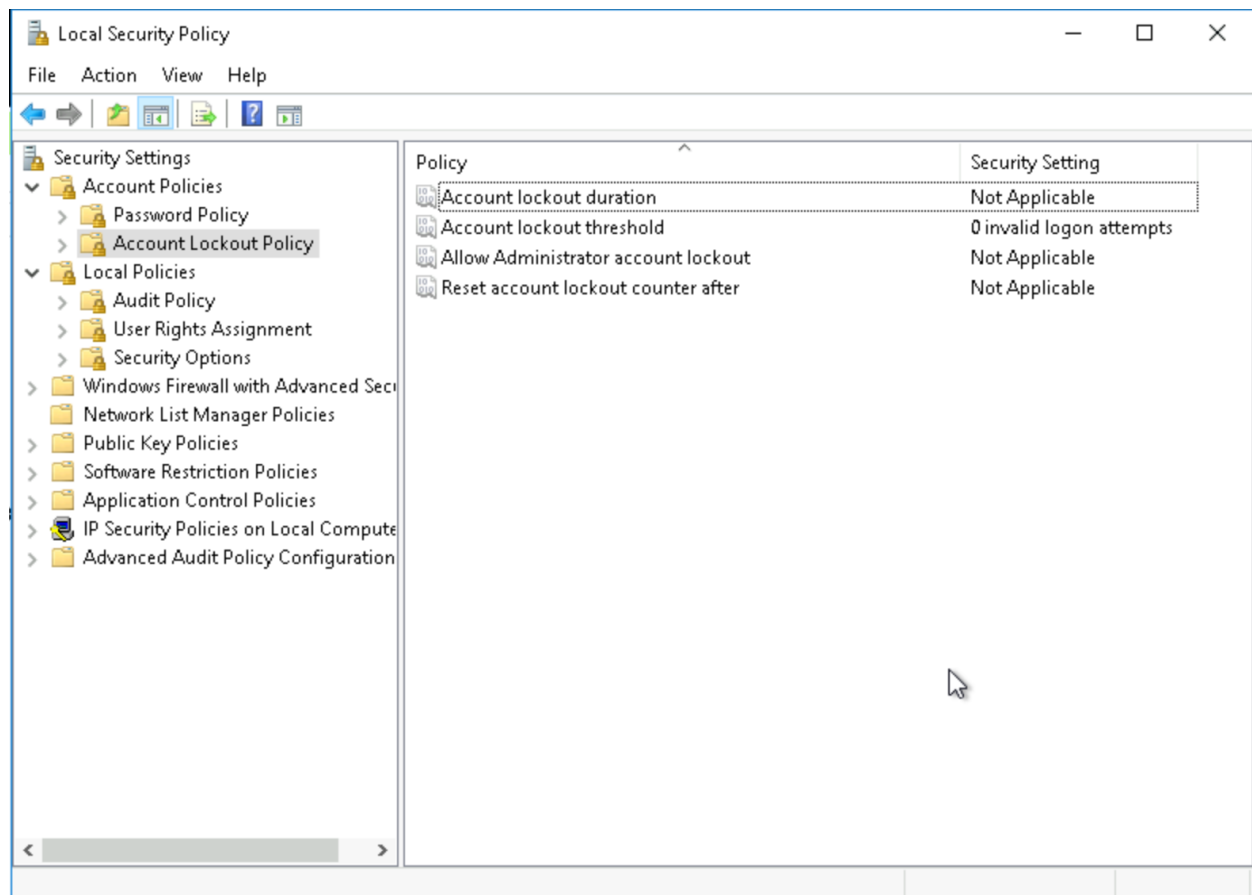 Local Security Policy
File Action View Help
Security Settings
Account Policies
Password Policy
Account Lockout Policy
Local Policies
Audit Policy
User Rights Assignment
Security Options
Windows Firewall with Advanced Secu
Network List Manager Policies
Public Key Policies
Software Restriction Policies
Application Control Policies
IP Security Policies on Local Compute
Advanced Audit Policy Configuration
Policy Security Setting
Account lockout duration Not Applicable
Account lockout threshold 0 invalid logon attempts
Allow Administrator account lockout Not Applicable
Reset account lockout counter after Not Applicable